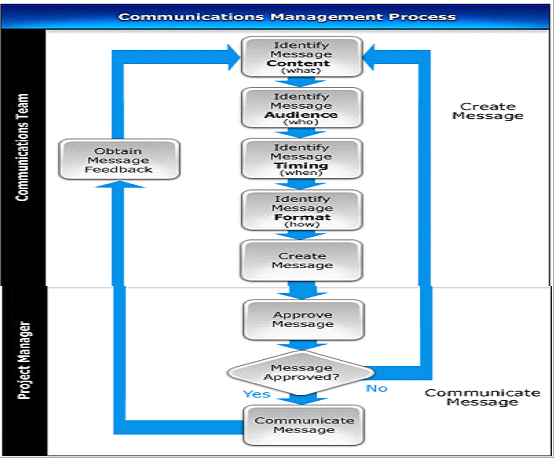 Communications Management Process
Communications Team
Identify
Message
Content
(what)
Identify
Message
Audience
(who)
Create
Message
Obtain
Message
Feedback
Identify
Message
Timing
(when)
Identify
Message
Format
(how)
Create
Message
Project Manager
Approve
Message
Message
Approved?
Yes
No
Communicate
Message
Communicate
Message